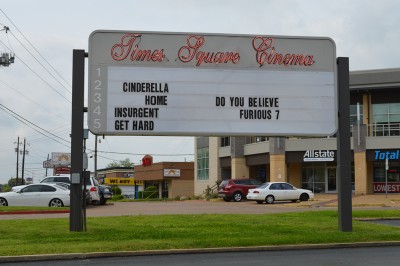 Times Square Cinema
1
2
3
4
5
CINDERELLA
HOME
DO YOU BELIEVE
INSURGENT
FURIOUS 7
GET HARD
Allstate
Total
LOWEST